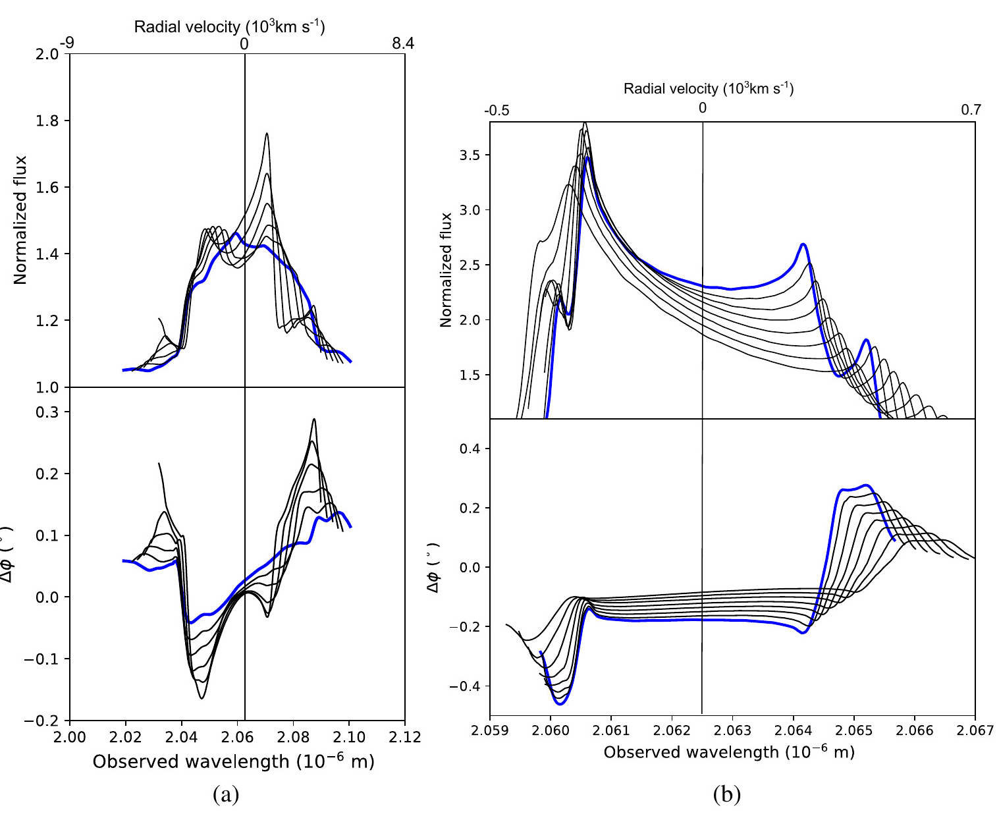 Radial velocity (10³km s⁻¹)
-9 0 8.4
2.0
1.8
1.6
1.4
1.2
1.0
Normalized flux
0.3
0.2
0.1
0.0
−0.1
−0.2
Δϕ (°)
2.00 2.02 2.04 2.06 2.08 2.10 2.12
Observed wavelength (10⁻⁶ m)
(a)
Radial velocity (10³km s⁻¹)
-0.5 0 0.7
3.5
3.0
2.5
2.0
1.5
Normalized flux
0.4
0.2
0.0
−0.2
−0.4
Δϕ (°)
2.059 2.060 2.061 2.062 2.063 2.064 2.065 2.066 2.067
Observed wavelength (10⁻⁶ m)
(b)